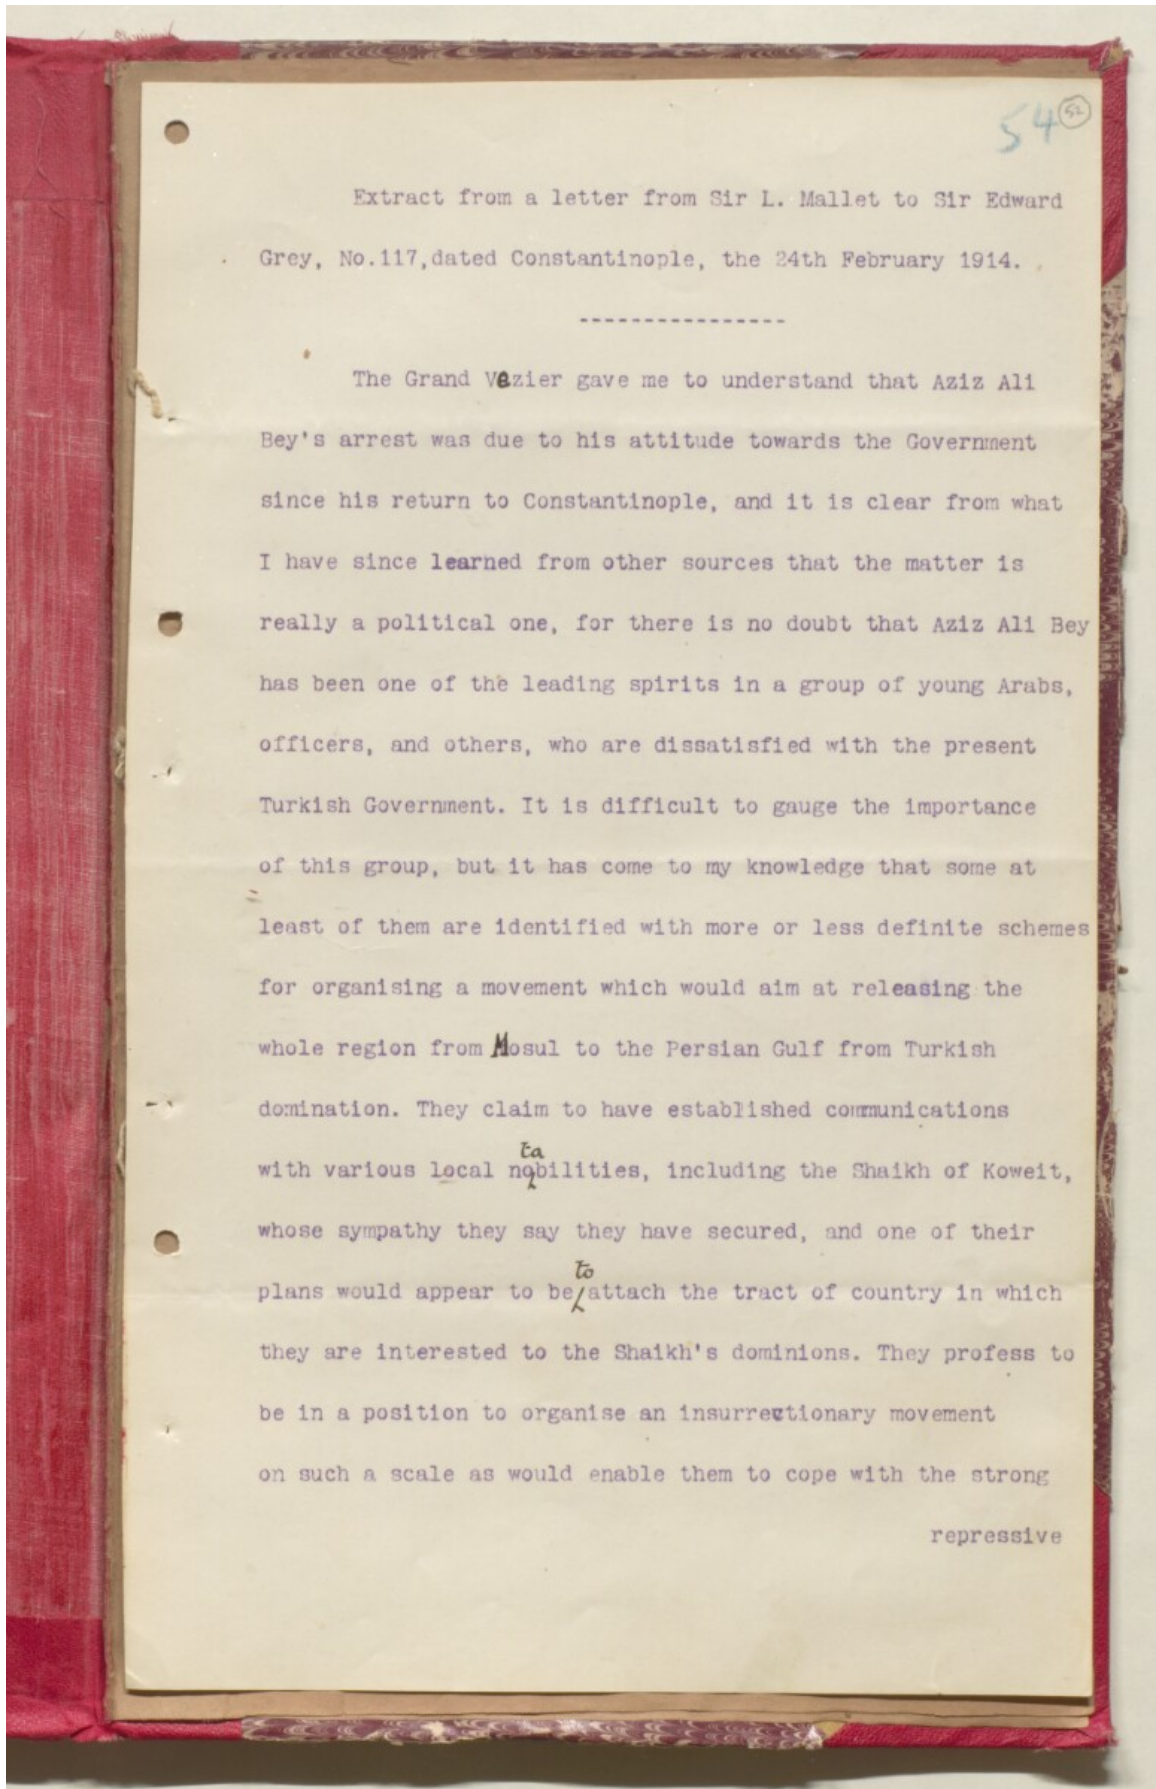 54 52
Extract from a letter from Sir L. Mallet to Sir Edward
Grey, No.117,dated Constantinople, the 24th February 1914.
----------------
The Grand Vezier gave me to understand that Aziz Ali
Bey's arrest was due to his attitude towards the Government
since his return to Constantinople, and it is clear from what
I have since learned from other sources that the matter is
really a political one, for there is no doubt that Aziz Ali Bey
has been one of the leading spirits in a group of young Arabs,
officers, and others, who are dissatisfied with the present
Turkish Government. It is difficult to gauge the importance
of this group, but it has come to my knowledge that some at
least of them are identified with more or less definite schemes
for organising a movement which would aim at releasing the
whole region from Mosul to the Persian Gulf from Turkish
domination. They claim to have established communications
ta
with various local nobilities, including the Shaikh of Koweit,
whose sympathy they say they have secured, and one of their
to
plans would appear to be attach the tract of country in which
they are interested to the Shaikh's dominions. They profess to
be in a position to organise an insurrectionary movement
on such a scale as would enable them to cope with the strong
repressive